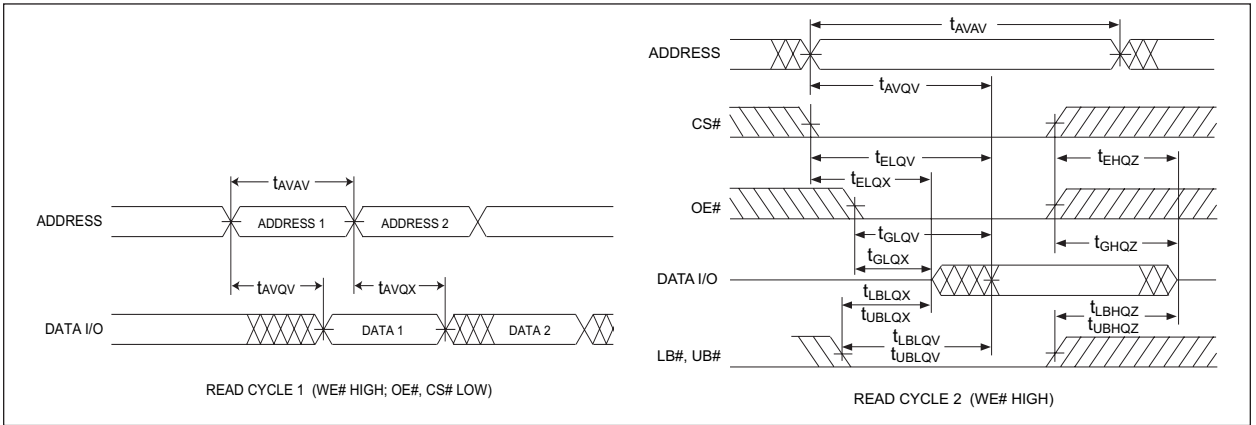 tAVAV
ADDRESS
ADDRESS 1
ADDRESS 2
tAVQV
tAVQX
DATA I/O
DATA 1
DATA 2
READ CYCLE 1 (WE# HIGH; OE#, CS# LOW)
tAVAV
ADDRESS
tAVQV
CS#
tELQV
tEHQZ
tELQX
OE#
tGLQV
tGHQZ
tGLQX
DATA I/O
tLBLQX
tUBLQX
tLBHQZ
tUBHQZ
tLBLQV
tUBLQV
LB#, UB#
READ CYCLE 2 (WE# HIGH)